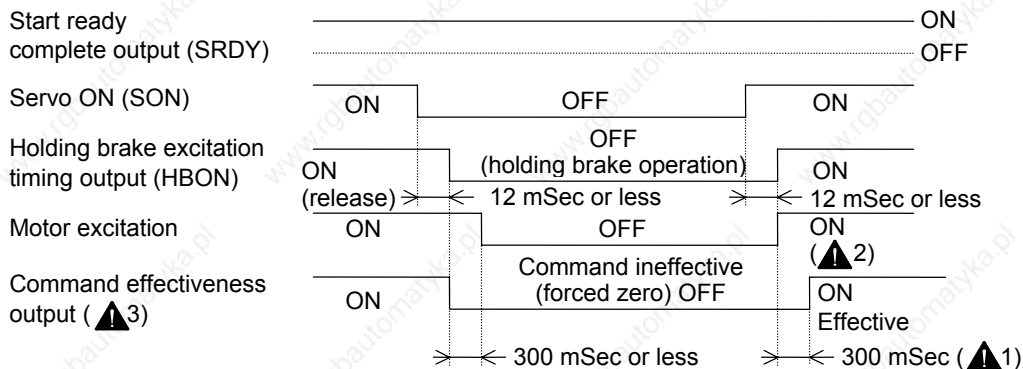 Start ready
complete output (SRDY)
ON
OFF
Servo ON (SON)
ON
OFF
ON
Holding brake excitation
timing output (HBON)
ON
(release)
OFF
(holding brake operation)
ON
12 mSec or less
12 mSec or less
Motor excitation
ON
OFF
ON
(⚠2)
Command effectiveness
output (⚠3)
ON
Command ineffective
(forced zero) OFF
ON
Effective
300 mSec or less
300 mSec (⚠1)
www.rgbautomatyka.pl